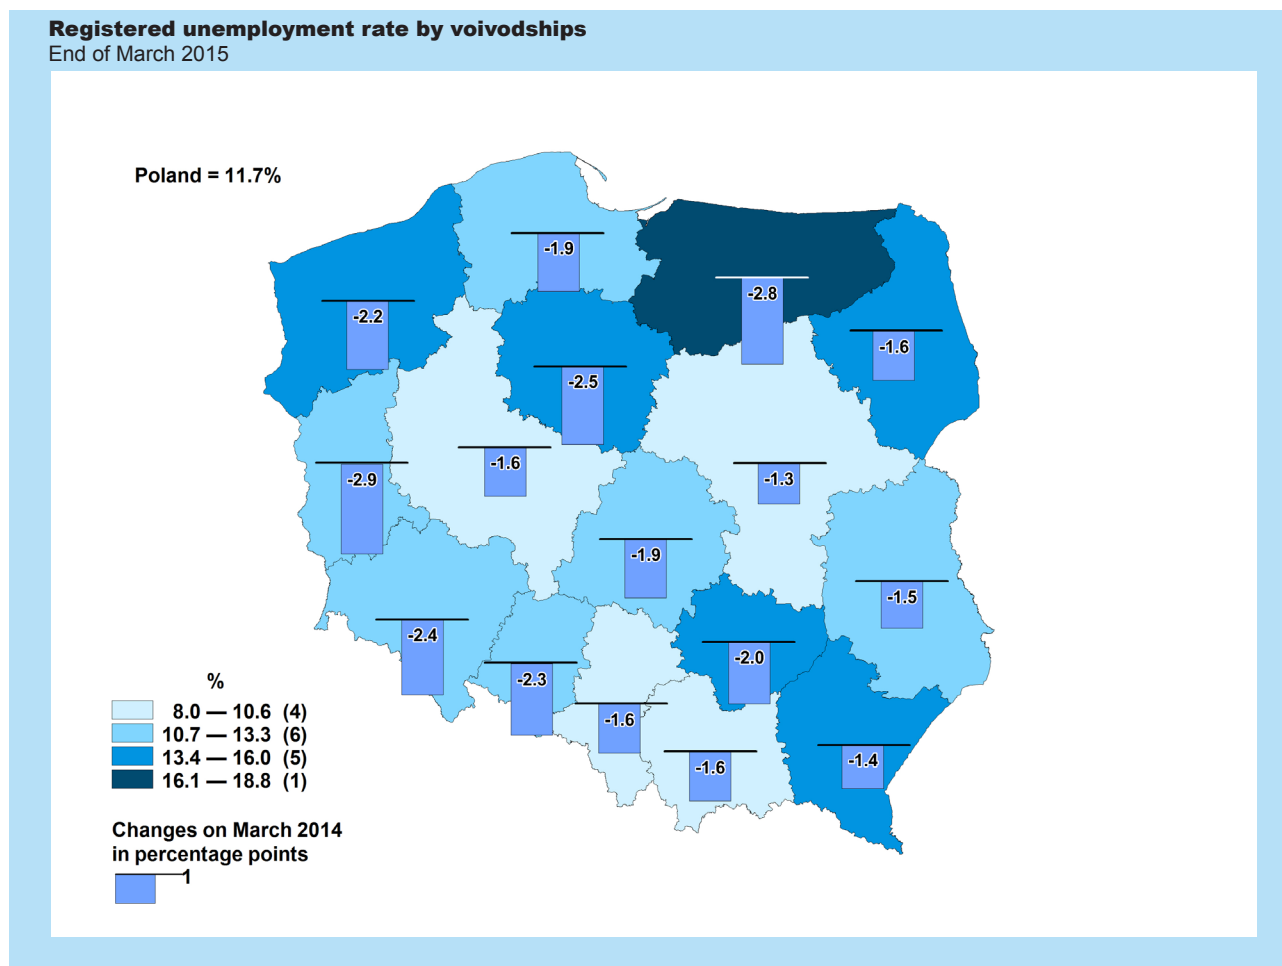 Registered unemployment rate by voivodships
End of March 2015
Poland = 11.7%
-1.9
-2.8
-2.2
-1.6
-2.5
-1.6
-2.9
-1.3
-1.9
-1.5
-2.4
-2.0
-2.3
-1.6
-1.4
-1.6
%
8.0 — 10.6 (4)
10.7 — 13.3 (6)
13.4 — 16.0 (5)
16.1 — 18.8 (1)
Changes on March 2014
in percentage points
1